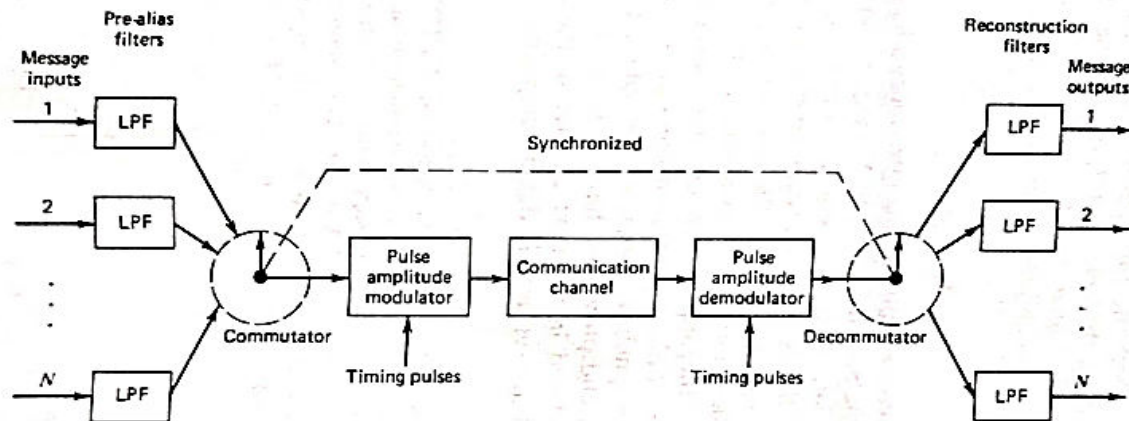 Pre-alias
filters
Reconstruction
filters
Message
inputs
Message
outputs
1
LPF
LPF
1
Synchronized
2
LPF
LPF
2
Pulse
amplitude
modulator
Communication
channel
Pulse
amplitude
demodulator
Commutator
Decommutator
Timing pulses
Timing pulses
N
LPF
LPF
N